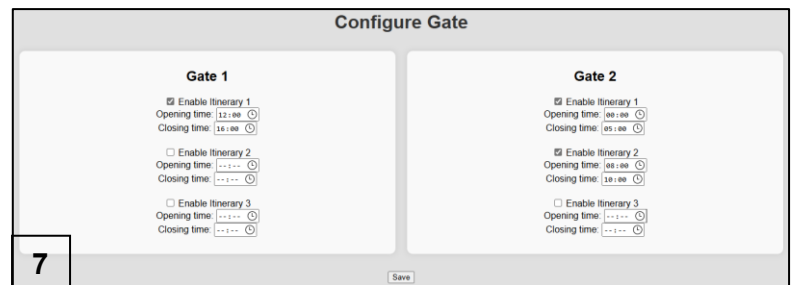 Configure Gate
Gate 1
Enable Itinerary 1
Opening time: 12:00
Closing time: 16:00
Enable Itinerary 2
Opening time: --:--
Closing time: --:--
Enable Itinerary 3
Opening time: --:--
Closing time: --:--
Gate 2
Enable Itinerary 1
Opening time: 00:00
Closing time: 05:00
Enable Itinerary 2
Opening time: 08:00
Closing time: 10:00
Enable Itinerary 3
Opening time: --:--
Closing time: --:--
7
Save